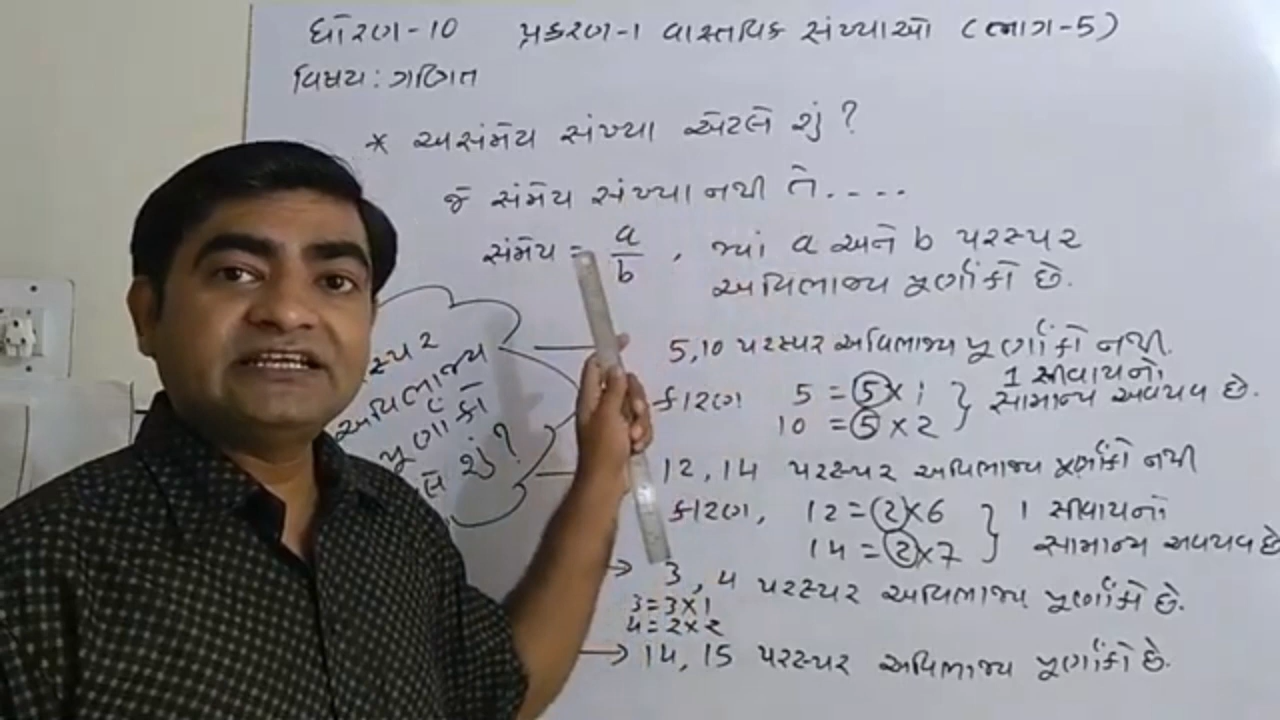 ધોરણ-10 પ્રકરણ-1 વાસ્તવિક સંખ્યાઓ (ભાગ-5)
વિષય: ગણિત
* અસંમેય સંખ્યા એટલે શું?
જે સંમેય સંખ્યા નથી તે....
સંમેય = a/b , જ્યાં a અને b પરસ્પર
અવિભાજ્ય પૂર્ણાંકો છે.
અવિભાજ્ય
પૂર્ણાંકો
શું?
5,10 પરસ્પર અવિભાજ્ય પૂર્ણાંકો નથી.
કારણ 5 = 5×1 } 1 સીવાયનો
10 = 5×2 સામાન્ય અવયવ છે.
12,14 પરસ્પર અવિભાજ્ય પૂર્ણાંકો નથી
કારણ, 12=2×6 } 1 સીવાયનો
14=2×7 સામાન્ય અવયવ છે
→ 3, 4 પરસ્પર અવિભાજ્ય પૂર્ણાંકો છે.
3=3×1
4=2×2
→ 14, 15 પરસ્પર અવિભાજ્ય પૂર્ણાંકો છે.